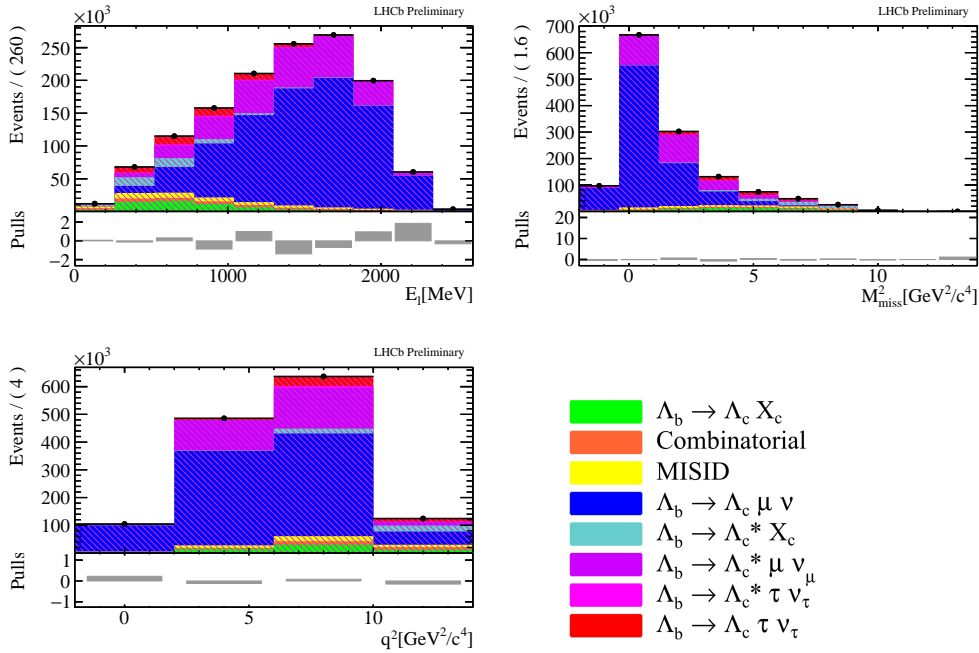 ×10³ LHCb Preliminary
Events / ( 260 )
250
200
150
100
50
Pulls
2
0
−2
0 1000 2000
E_l[MeV]
×10³ LHCb Preliminary
Events / ( 1.6 )
700
600
500
400
300
200
100
Pulls
20
10
0
0 5 10
M²_miss[GeV²/c⁴]
×10³ LHCb Preliminary
Events / ( 4 )
600
500
400
300
200
100
Pulls
1
0
−1
0 5 10
q²[GeV²/c⁴]
Λ_b → Λ_c X_c
Combinatorial
MISID
Λ_b → Λ_c μ ν
Λ_b → Λ_c* X_c
Λ_b → Λ_c* μ ν_μ
Λ_b → Λ_c* τ ν_τ
Λ_b → Λ_c τ ν_τ